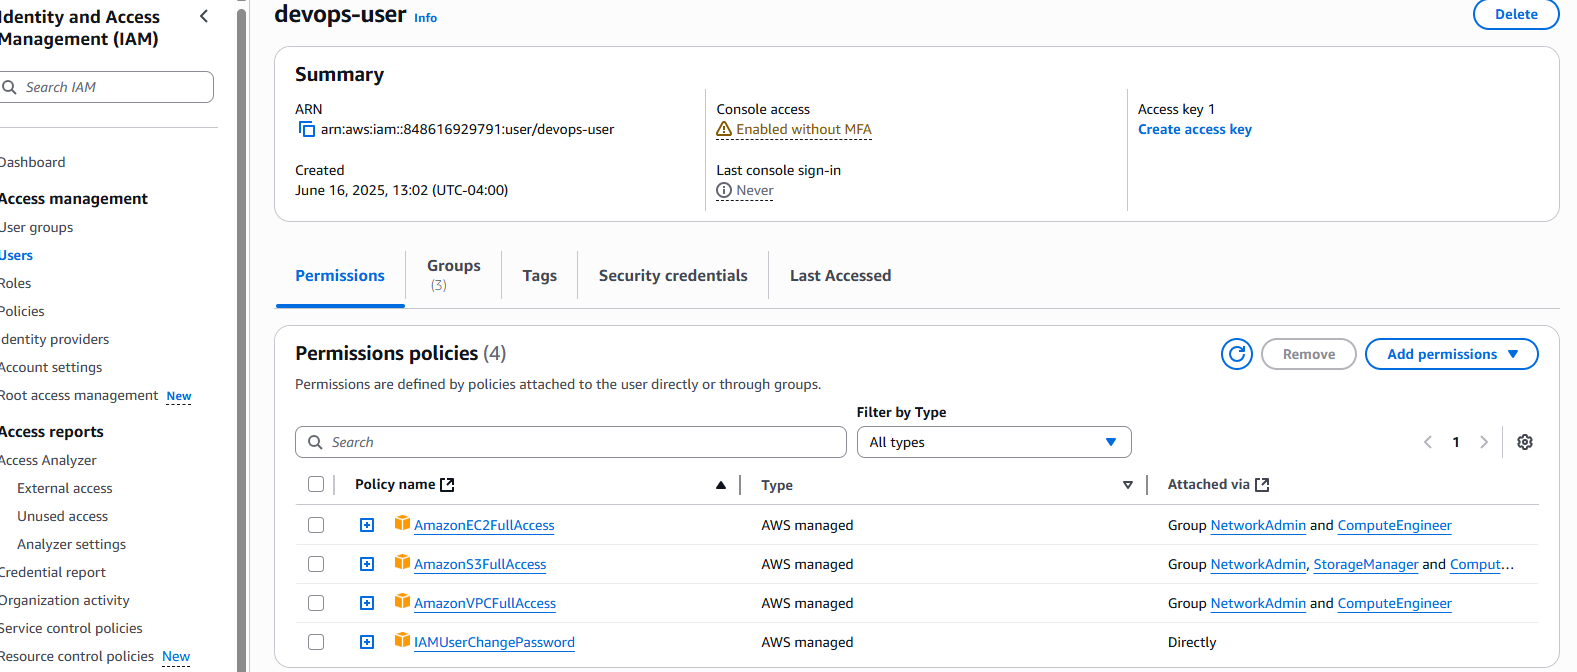 Identity and Access
Management (IAM)
Search IAM
Dashboard
Access management
User groups
Users
Roles
Policies
Identity providers
Account settings
Root access management New
Access reports
Access Analyzer
External access
Unused access
Analyzer settings
Credential report
Organization activity
Service control policies
Resource control policies New
devops-user Info
Delete
Summary
ARN
arn:aws:iam::848616929791:user/devops-user
Created
June 16, 2025, 13:02 (UTC-04:00)
Console access
Enabled without MFA
Last console sign-in
Never
Access key 1
Create access key
Permissions
Groups
(3)
Tags
Security credentials
Last Accessed
Permissions policies (4)
Remove
Add permissions
Permissions are defined by policies attached to the user directly or through groups.
Filter by Type
Search
All types
1
Policy name Type Attached via
AmazonEC2FullAccess AWS managed Group NetworkAdmin and ComputeEngineer
AmazonS3FullAccess AWS managed Group NetworkAdmin, StorageManager and Comput...
AmazonVPCFullAccess AWS managed Group NetworkAdmin and ComputeEngineer
IAMUserChangePassword AWS managed Directly